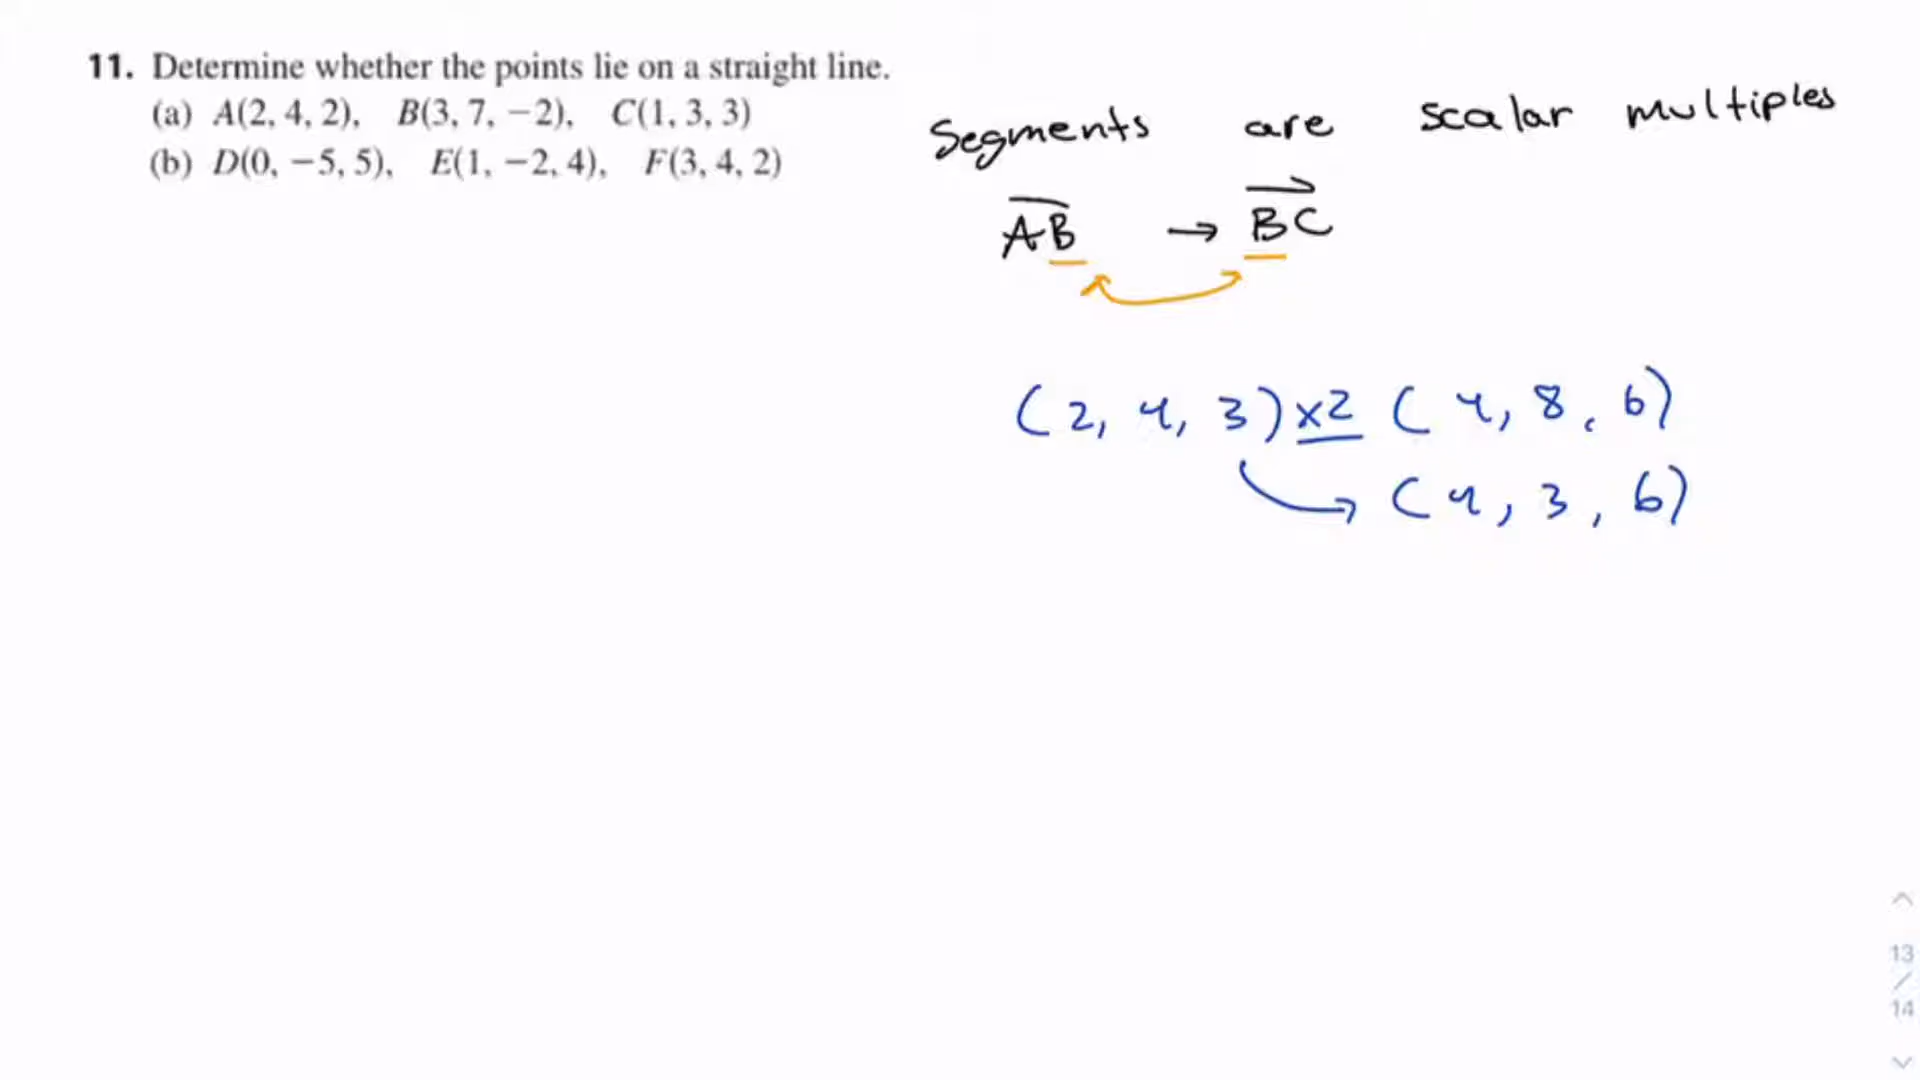 11. Determine whether the points lie on a straight line.
(a) A(2, 4, 2), B(3, 7, −2), C(1, 3, 3)
(b) D(0, −5, 5), E(1, −2, 4), F(3, 4, 2)
Segments are scalar multiples
AB → BC
(2, 4, 3) x2 (4, 8, 6)
(4, 3, 6)
13
/
14